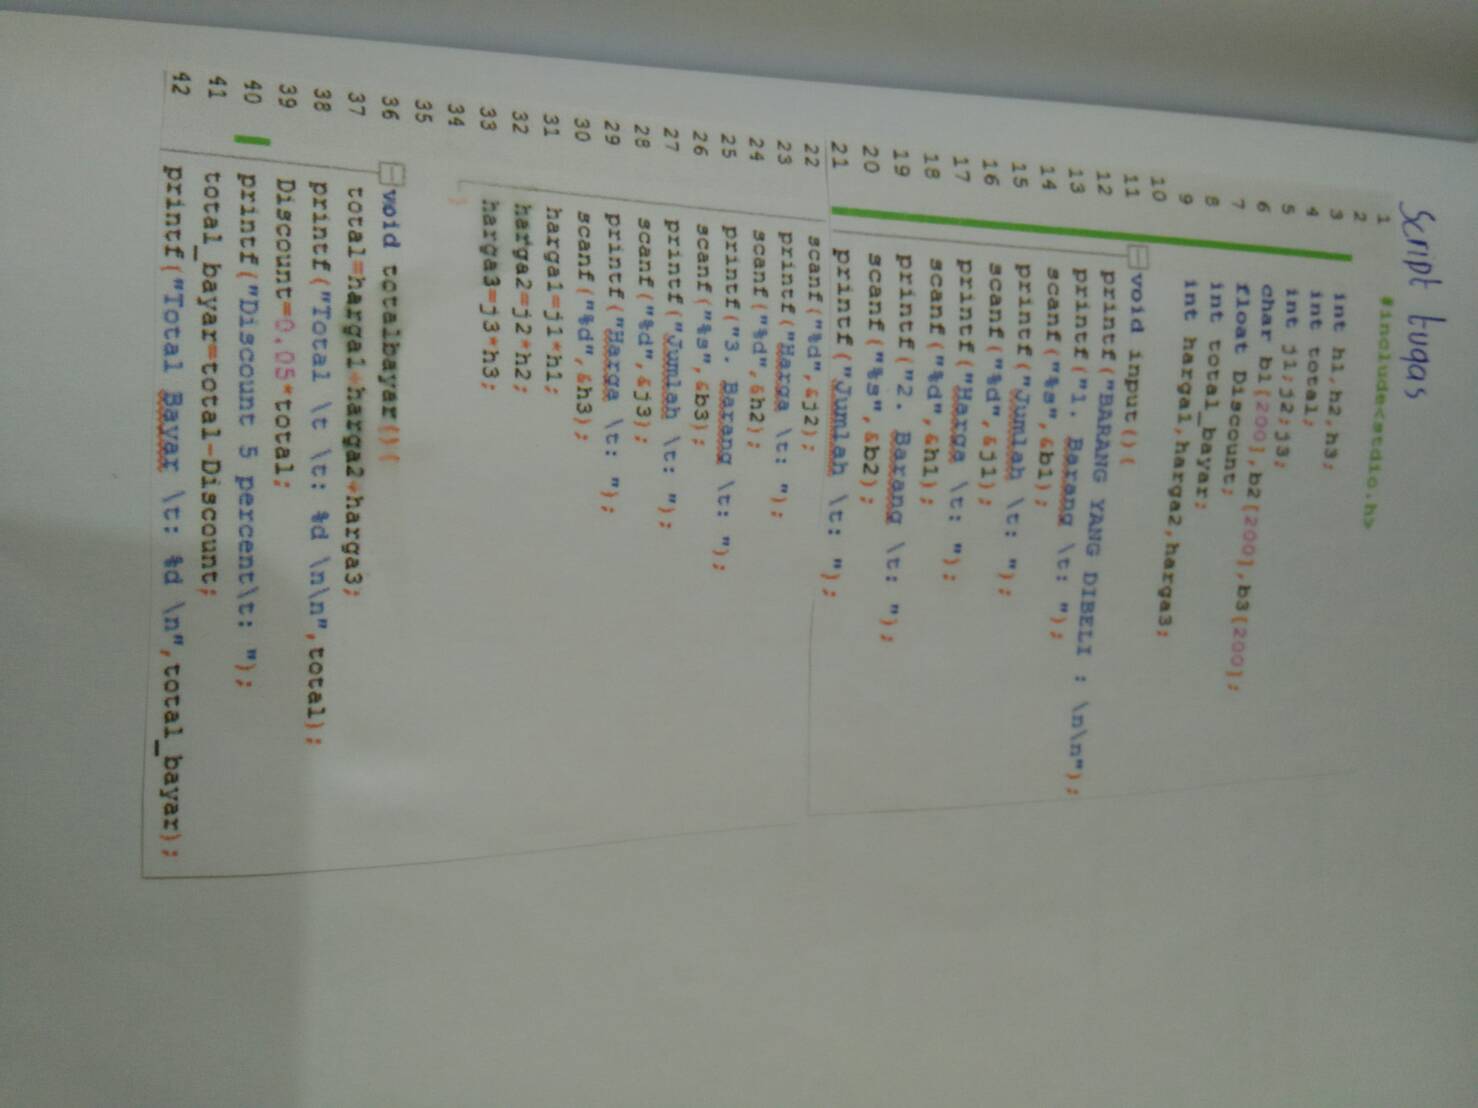 Script tugas
1 #include<stdio.h>
2
3 int h1,h2,h3;
4 int total;
5 int j1;j2;j3;
6 char b1[200],b2[200],b3[200];
7 float Discount;
8 int total_bayar;
9 int harga1,harga2,harga3;
10
11 void input(){
12 printf("BARANG YANG DIBELI : \n\n");
13 printf("1. Barang \t: ");
14 scanf("%s",&b1);
15 printf("Jumlah \t: ");
16 scanf("%d",&j1);
17 printf("Harga \t: ");
18 scanf("%d",&h1);
19 printf("2. Barang \t: ");
20 scanf("%s",&b2);
21 printf("Jumlah \t: ");
22 scanf("%d",&j2);
23 printf("Harga \t: ");
24 scanf("%d",&h2);
25 printf("3. Barang \t: ");
26 scanf("%s",&b3);
27 printf("Jumlah \t: ");
28 scanf("%d",&j3);
29 printf("Harga \t: ");
30 scanf("%d",&h3);
31 harga1=j1*h1;
32 harga2=j2*h2;
33 harga3=j3*h3;
34 }
35
36 void totalbayar(){
37 total=harga1+harga2+harga3;
38 printf("Total \t \t: %d \n\n",total);
39 Discount=0.05*total;
40 printf("Discount 5 percent\t: ");
41 total_bayar=total-Discount;
42 printf("Total Bayar \t: %d \n",total_bayar);